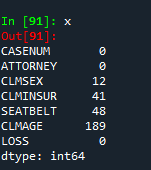 In [91]: x
Out[91]:
CASENUM 0
ATTORNEY 0
CLMSEX 12
CLMINSUR 41
SEATBELT 48
CLMAGE 189
LOSS 0
dtype: int64